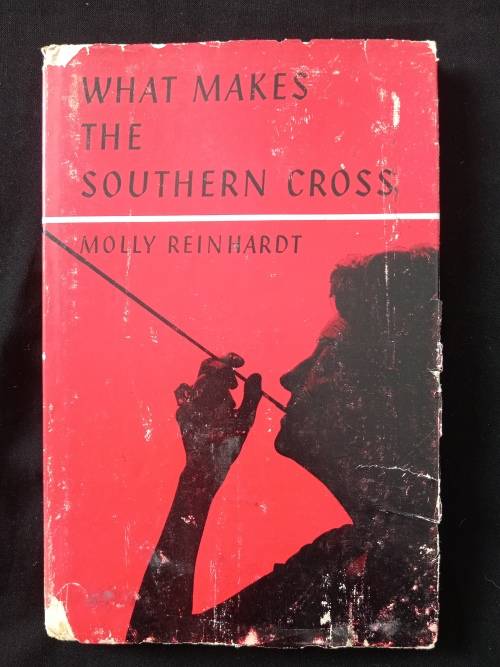 WHAT MAKES
THE
SOUTHERN CROSS
MOLLY REINHARDT